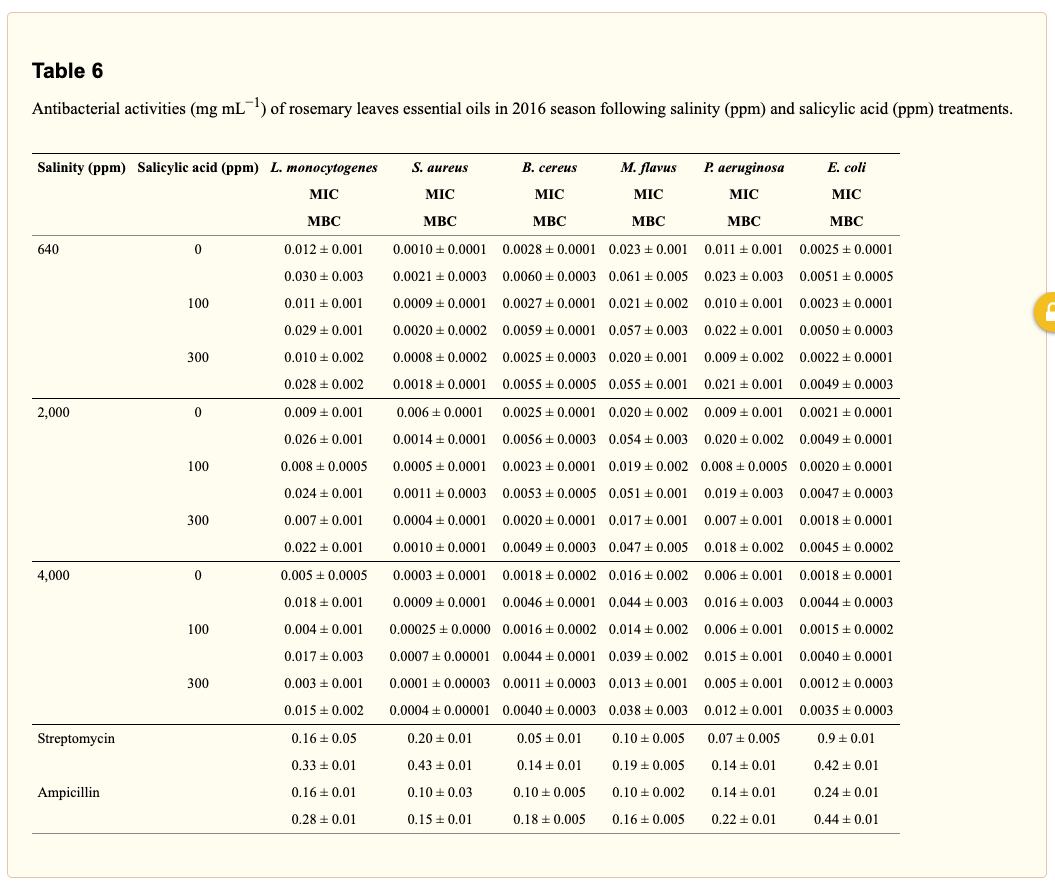 Table 6
Antibacterial activities (mg mL−1) of rosemary leaves essential oils in 2016 season following salinity (ppm) and salicylic acid (ppm) treatments.
Salinity (ppm) Salicylic acid (ppm) L. monocytogenes S. aureus B. cereus M. flavus P. aeruginosa E. coli
MIC MIC MIC MIC MIC MIC
MBC MBC MBC MBC MBC MBC
640 0 0.012 ± 0.001 0.0010 ± 0.0001 0.0028 ± 0.0001 0.023 ± 0.001 0.011 ± 0.001 0.0025 ± 0.0001
0.030 ± 0.003 0.0021 ± 0.0003 0.0060 ± 0.0003 0.061 ± 0.005 0.023 ± 0.003 0.0051 ± 0.0005
100 0.011 ± 0.001 0.0009 ± 0.0001 0.0027 ± 0.0001 0.021 ± 0.002 0.010 ± 0.001 0.0023 ± 0.0001
0.029 ± 0.001 0.0020 ± 0.0002 0.0059 ± 0.0001 0.057 ± 0.003 0.022 ± 0.001 0.0050 ± 0.0003
300 0.010 ± 0.002 0.0008 ± 0.0002 0.0025 ± 0.0003 0.020 ± 0.001 0.009 ± 0.002 0.0022 ± 0.0001
0.028 ± 0.002 0.0018 ± 0.0001 0.0055 ± 0.0005 0.055 ± 0.001 0.021 ± 0.001 0.0049 ± 0.0003
2,000 0 0.009 ± 0.001 0.006 ± 0.0001 0.0025 ± 0.0001 0.020 ± 0.002 0.009 ± 0.001 0.0021 ± 0.0001
0.026 ± 0.001 0.0014 ± 0.0001 0.0056 ± 0.0003 0.054 ± 0.003 0.020 ± 0.002 0.0049 ± 0.0001
100 0.008 ± 0.0005 0.0005 ± 0.0001 0.0023 ± 0.0001 0.019 ± 0.002 0.008 ± 0.0005 0.0020 ± 0.0001
0.024 ± 0.001 0.0011 ± 0.0003 0.0053 ± 0.0005 0.051 ± 0.001 0.019 ± 0.003 0.0047 ± 0.0003
300 0.007 ± 0.001 0.0004 ± 0.0001 0.0020 ± 0.0001 0.017 ± 0.001 0.007 ± 0.001 0.0018 ± 0.0001
0.022 ± 0.001 0.0010 ± 0.0001 0.0049 ± 0.0003 0.047 ± 0.005 0.018 ± 0.002 0.0045 ± 0.0002
4,000 0 0.005 ± 0.0005 0.0003 ± 0.0001 0.0018 ± 0.0002 0.016 ± 0.002 0.006 ± 0.001 0.0018 ± 0.0001
0.018 ± 0.001 0.0009 ± 0.0001 0.0046 ± 0.0001 0.044 ± 0.003 0.016 ± 0.003 0.0044 ± 0.0003
100 0.004 ± 0.001 0.00025 ± 0.0000 0.0016 ± 0.0002 0.014 ± 0.002 0.006 ± 0.001 0.0015 ± 0.0002
0.017 ± 0.003 0.0007 ± 0.00001 0.0044 ± 0.0001 0.039 ± 0.002 0.015 ± 0.001 0.0040 ± 0.0001
300 0.003 ± 0.001 0.0001 ± 0.00003 0.0011 ± 0.0003 0.013 ± 0.001 0.005 ± 0.001 0.0012 ± 0.0003
0.015 ± 0.002 0.0004 ± 0.00001 0.0040 ± 0.0003 0.038 ± 0.003 0.012 ± 0.001 0.0035 ± 0.0003
Streptomycin 0.16 ± 0.05 0.20 ± 0.01 0.05 ± 0.01 0.10 ± 0.005 0.07 ± 0.005 0.9 ± 0.01
0.33 ± 0.01 0.43 ± 0.01 0.14 ± 0.01 0.19 ± 0.005 0.14 ± 0.01 0.42 ± 0.01
Ampicillin 0.16 ± 0.01 0.10 ± 0.03 0.10 ± 0.005 0.10 ± 0.002 0.14 ± 0.01 0.24 ± 0.01
0.28 ± 0.01 0.15 ± 0.01 0.18 ± 0.005 0.16 ± 0.005 0.22 ± 0.01 0.44 ± 0.01